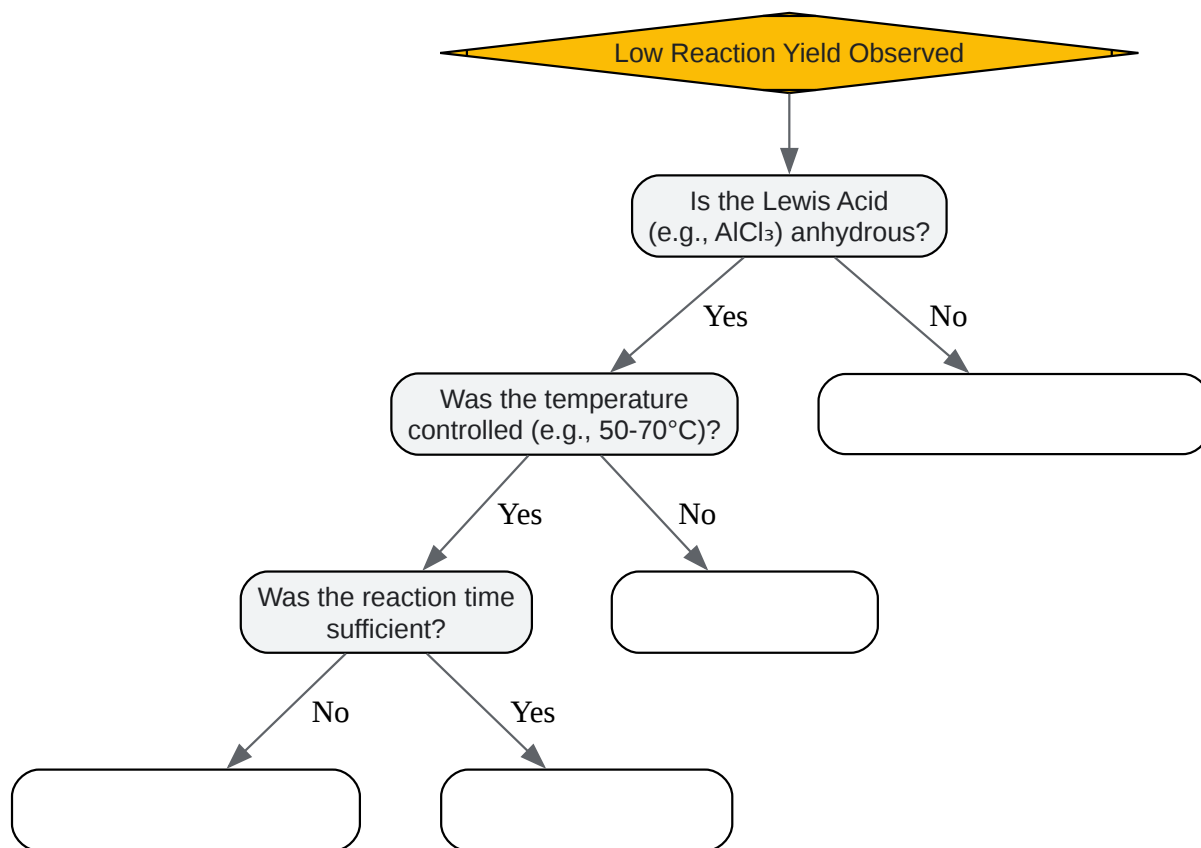 Low Reaction Yield Observed
Is the Lewis Acid
(e.g., AlCl₃) anhydrous?
Yes
No
Was the temperature
controlled (e.g., 50-70°C)?
Yes
No
Was the reaction time
sufficient?
No
Yes